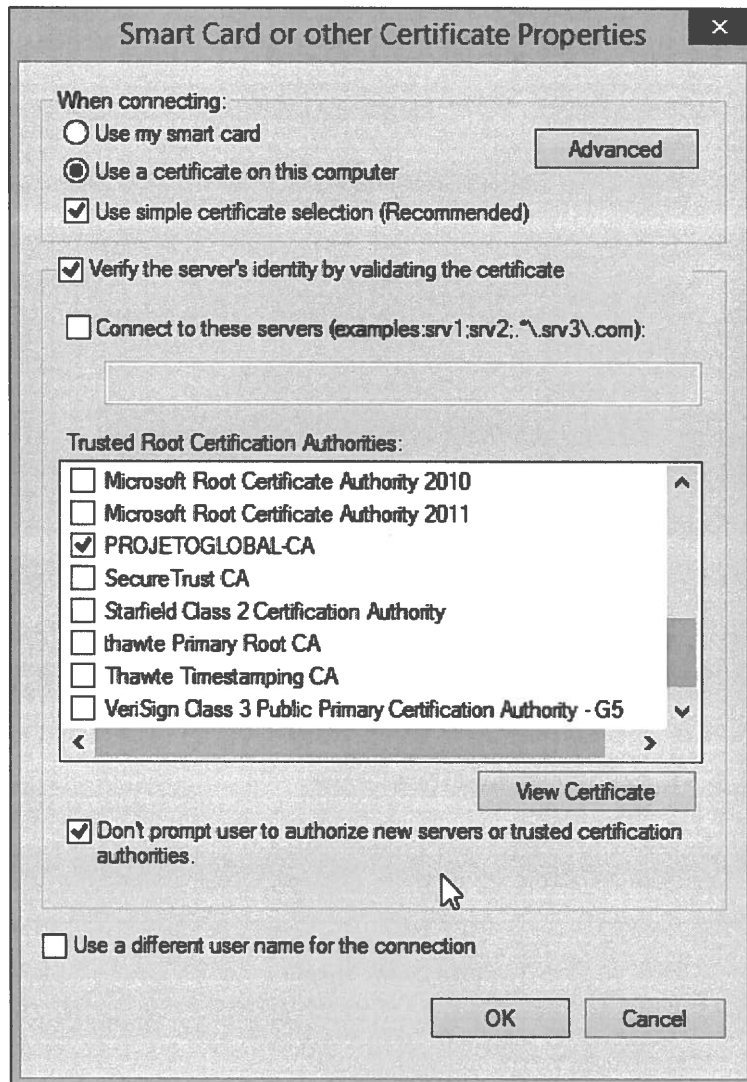 Smart Card or other Certificate Properties
When connecting:
Use my smart card
Advanced
Use a certificate on this computer
Use simple certificate selection (Recommended)
Verify the server's identity by validating the certificate
Connect to these servers (examples:srv1;srv2;.*\.srv3\.com):
Trusted Root Certification Authorities:
Microsoft Root Certificate Authority 2010
Microsoft Root Certificate Authority 2011
PROJETOGLOBAL-CA
SecureTrust CA
Starfield Class 2 Certification Authority
thawte Primary Root CA
Thawte Timestamping CA
VeriSign Class 3 Public Primary Certification Authority - G5
View Certificate
Don't prompt user to authorize new servers or trusted certification
authorities.
Use a different user name for the connection
OK
Cancel